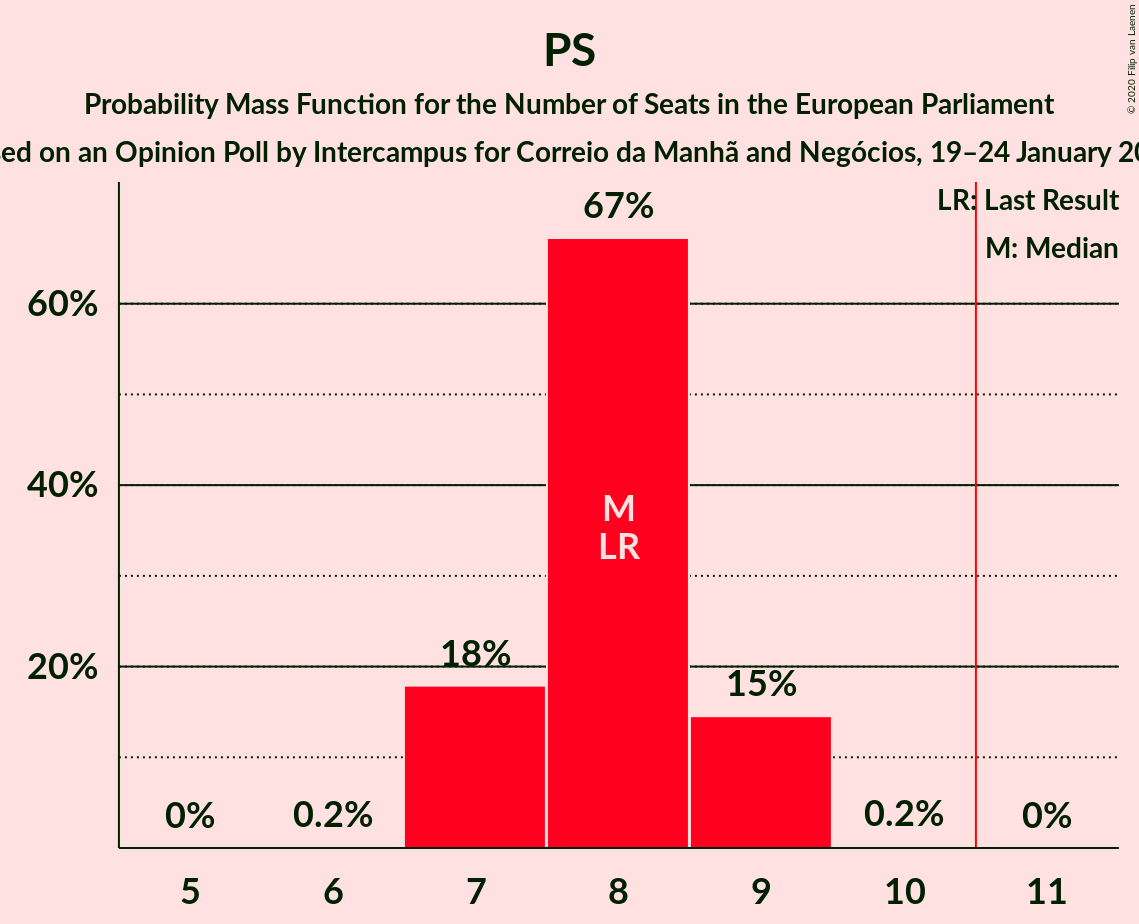 PS
Probability Mass Function for the Number of Seats in the European Parliament
on an Opinion Poll by Intercampus for Correio da Manhã and Negócios, 19–24 January
LR: Last Result
M: Median
67%
60%
40%
M
LR
20%
18%
15%
0%
0.2%
0.2%
0%
5
6
7
8
9
10
11
© 2020 Filip van Laenen